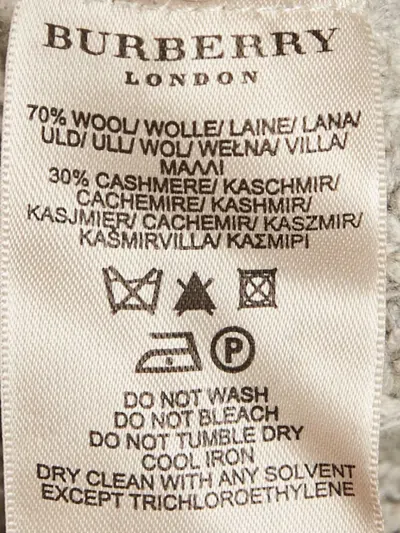 BURBERRY
LONDON
70% WOOL/ WOLLE/ LAINE/ LANA/
ULD/ ULL/ WOL/ WEŁNA/ VILLA/
ΜΑΛΛΙ
30% CASHMERE/ KASCHMIR/
CACHEMIRE/ KASHMIR/
KASJMIER/ CACHEMIR/ KASZMIR/
KAŠMIRVILLA/ ΚΑΣΜΙΡΙ
P
DO NOT WASH
DO NOT BLEACH
DO NOT TUMBLE DRY
COOL IRON
DRY CLEAN WITH ANY SOLVENT
EXCEPT TRICHLOROETHYLENE